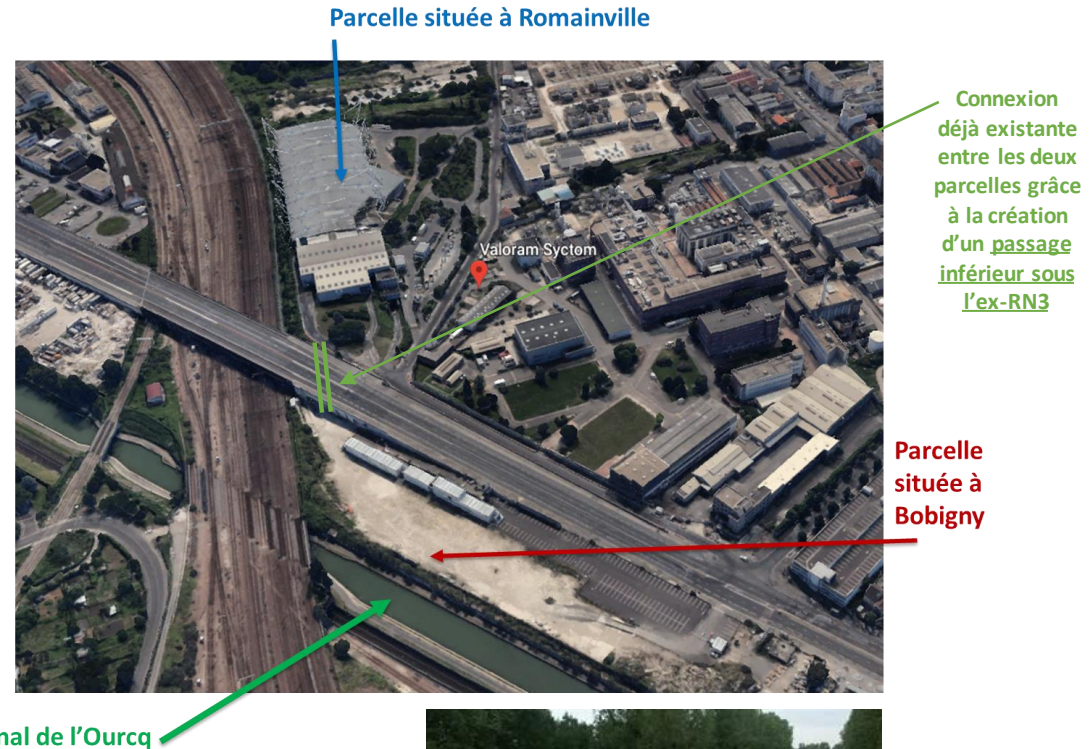 Parcelle située à Romainville
Connexion
déjà existante
entre les deux
parcelles grâce
à la création
d'un passage
inférieur sous
l'ex-RN3
Valoram Syctom
Parcelle
située à
Bobigny
nal de l'Ourcq